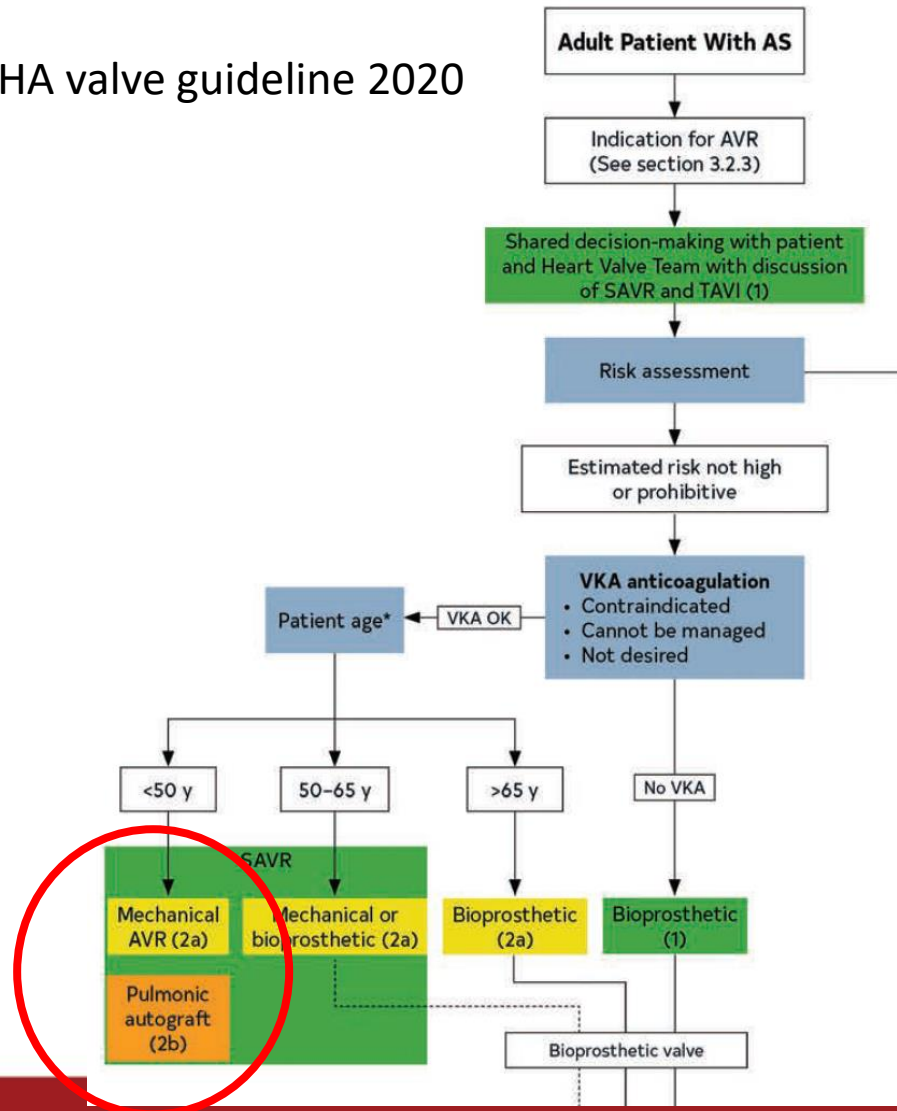 HA valve guideline 2020
Adult Patient With AS
Indication for AVR
(See section 3.2.3)
Shared decision-making with patient
and Heart Valve Team with discussion
of SAVR and TAVI (1)
Risk assessment
Estimated risk not high
or prohibitive
VKA anticoagulation
• Contraindicated
• Cannot be managed
• Not desired
VKA OK
Patient age*
<50 y
50–65 y
>65 y
No VKA
SAVR
Mechanical
AVR (2a)
Mechanical or
bioprosthetic (2a)
Bioprosthetic
(2a)
Bioprosthetic
(1)
Pulmonic
autograft
(2b)
Bioprosthetic valve